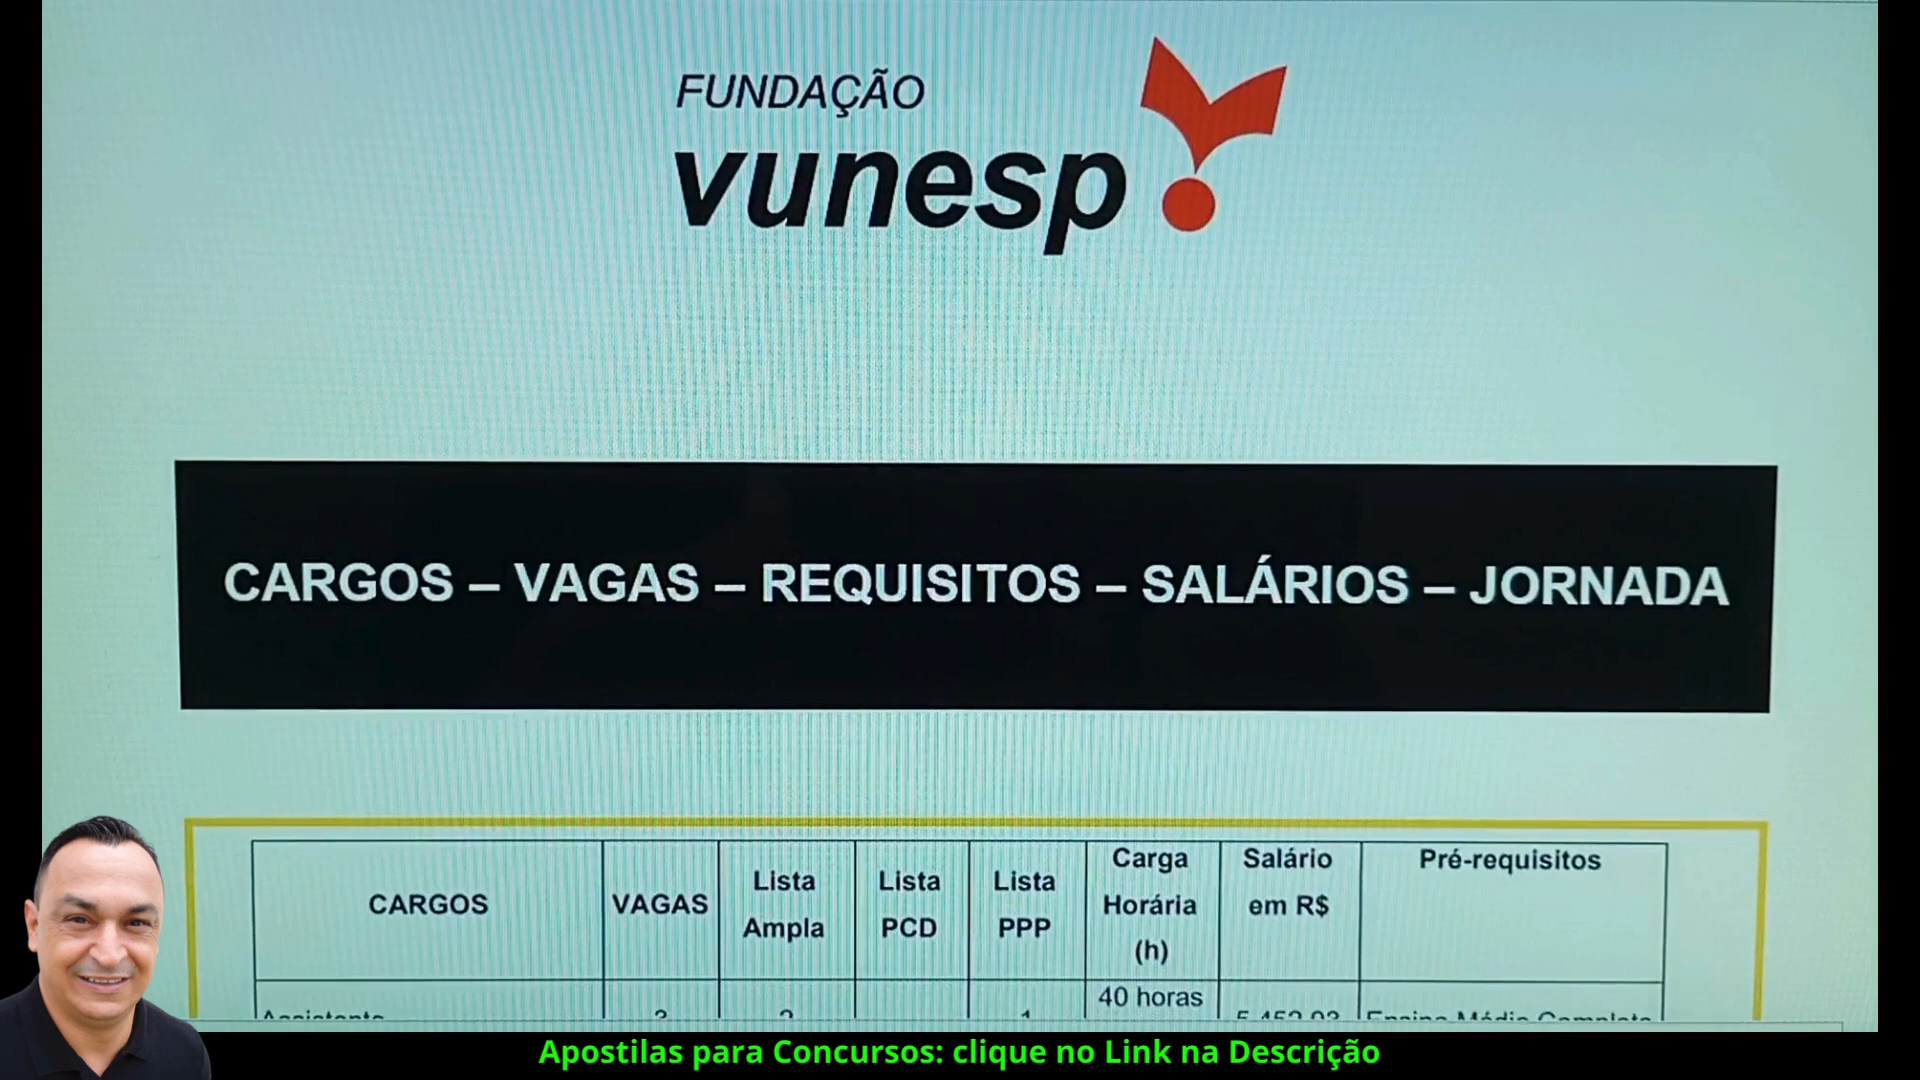 FUNDAÇÃO
vunesp
CARGOS – VAGAS – REQUISITOS – SALÁRIOS – JORNADA
CARGOS
VAGAS
Lista
Ampla
Lista
PCD
Lista
PPP
Carga
Horária
(h)
Salário
em R$
Pré-requisitos
40 horas
Apostilas para Concursos: clique no Link na Descrição